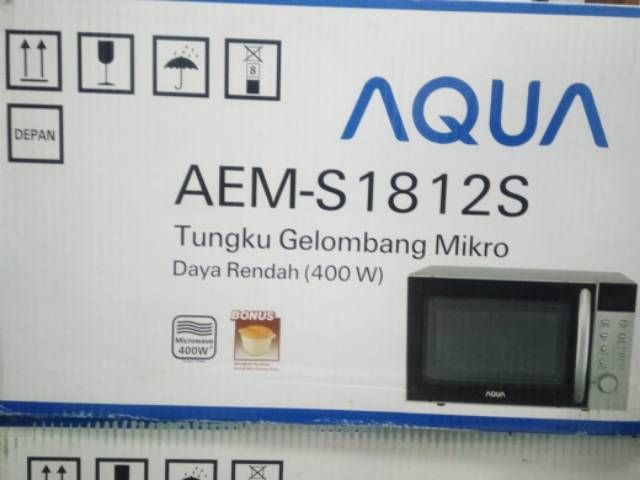 8
DEPAN
AQUA
AEM-S1812S
Tungku Gelombang Mikro
Daya Rendah (400 W)
Microwave
400W
BONUS
AQUA